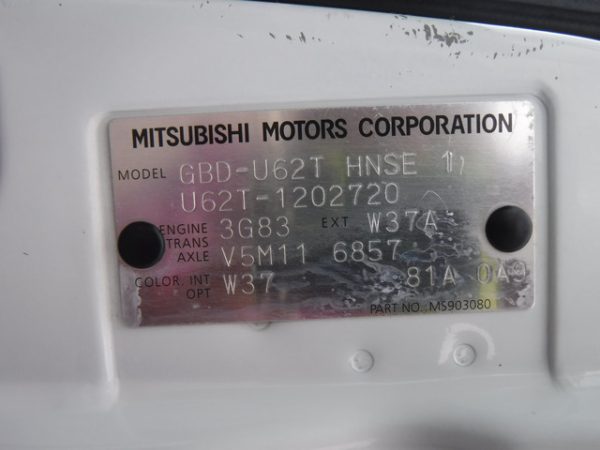 MITSUBISHI MOTORS CORPORATION
MODEL GBD-U62T HNSE
U62T-1202720
ENGINE 3G83 EXT W37A
TRANS
AXLE V5M11 6857
COLOR, INT W37 81A 0A
OPT
PART NO., MS903080